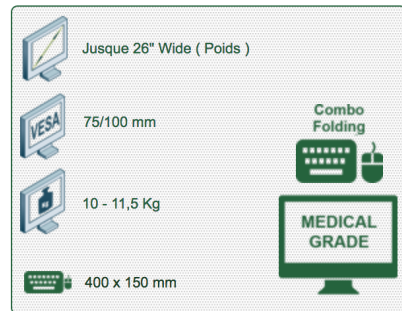 Jusque 26" Wide ( Poids )
VESA
75/100 mm
10 - 11,5 Kg
400 x 150 mm
Combo
Folding
MEDICAL
GRADE